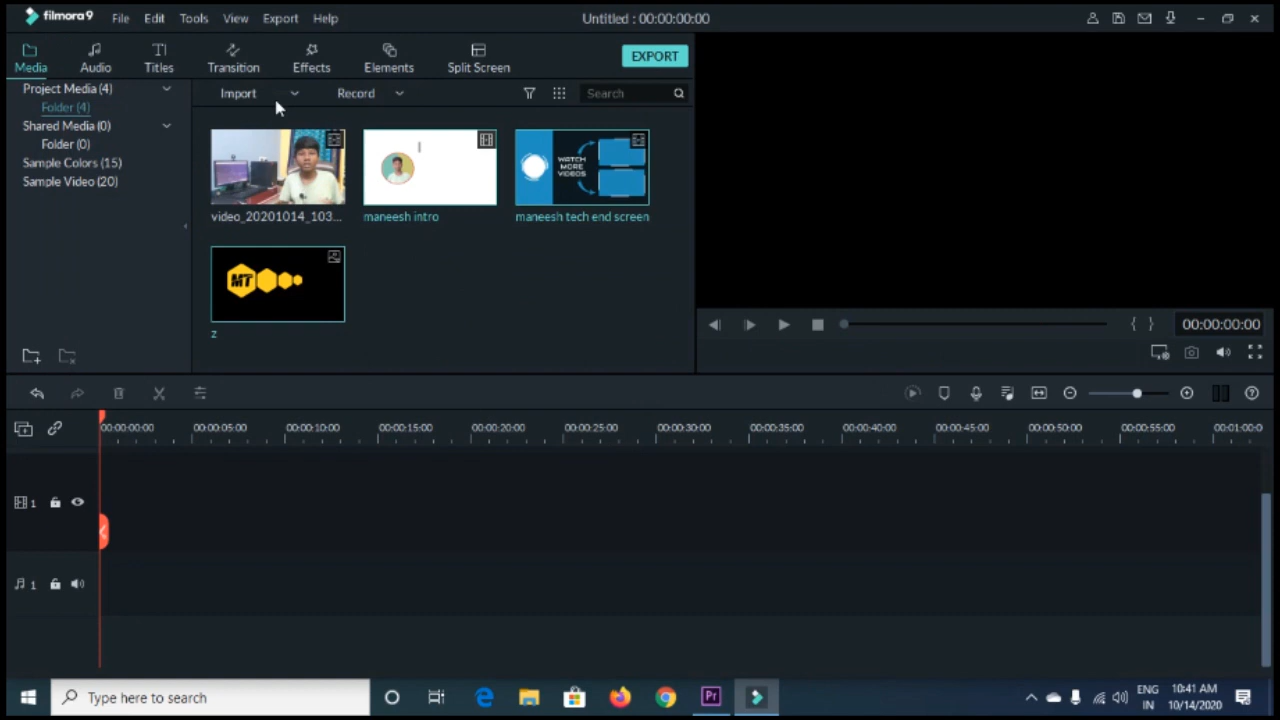 filmora9
File Edit Tools View Export Help
Untitled : 00:00:00:00
Media Audio Titles Transition Effects Elements Split Screen
EXPORT
Project Media (4)
Folder (4)
Shared Media (0)
Folder (0)
Sample Colors (15)
Sample Video (20)
Import Record Search
WATCH
MORE
VIDEOS
video_20201014_103... maneesh intro maneesh tech end screen
MT
z
00:00:00:00
00:00:00:00 00:00:05:00 00:00:10:00 00:00:15:00 00:00:20:00 00:00:25:00 00:00:30:00 00:00:35:00 00:00:40:00 00:00:45:00 00:00:50:00 00:00:55:00 00:01:00:0
1
1
Type here to search
Pr
ENG
IN
10:41 AM
10/14/2020